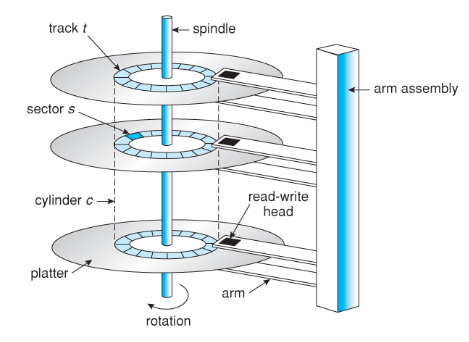 track t
spindle
arm assembly
sector s
cylinder c
read-write
head
platter
arm
rotation